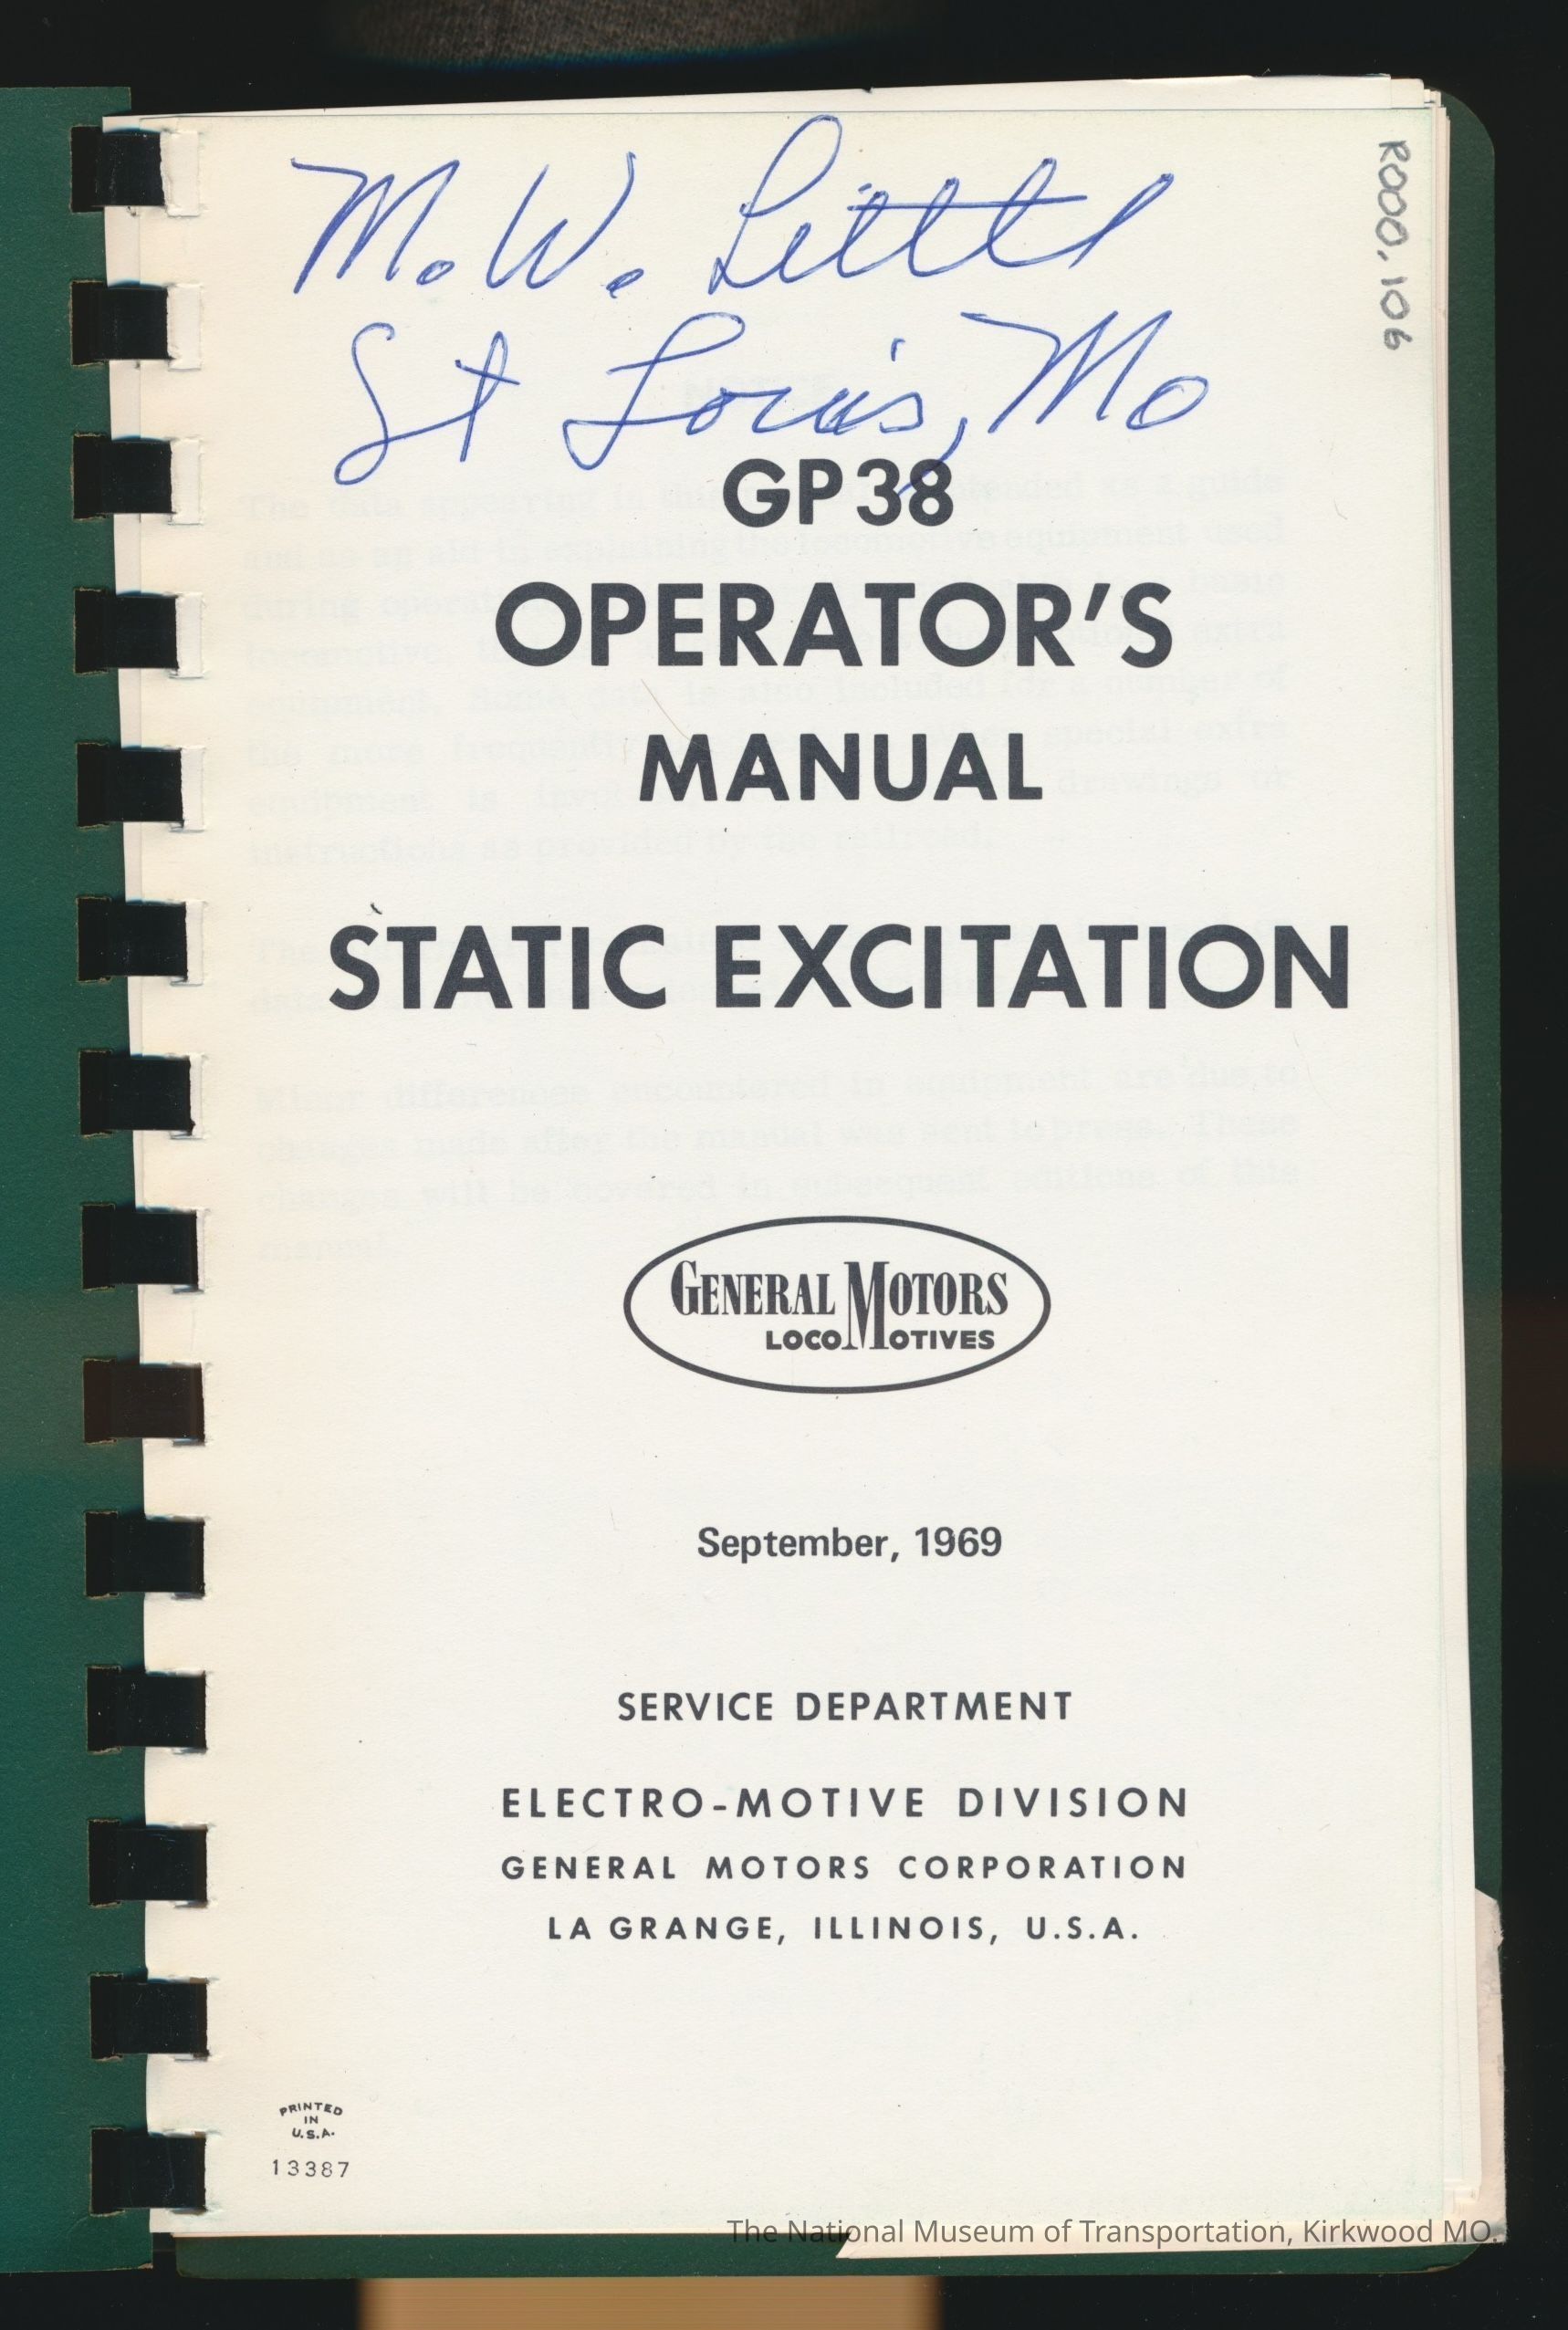 M. W. Little
St Louis, Mo
R000.106
GP38
OPERATOR'S
MANUAL
STATIC EXCITATION
GENERAL MOTORS
LOCOMOTIVES
September, 1969
SERVICE DEPARTMENT
ELECTRO-MOTIVE DIVISION
GENERAL MOTORS CORPORATION
LA GRANGE, ILLINOIS, U.S.A.
PRINTED
IN
U.S.A.
13387
The National Museum of Transportation, Kirkwood MO.